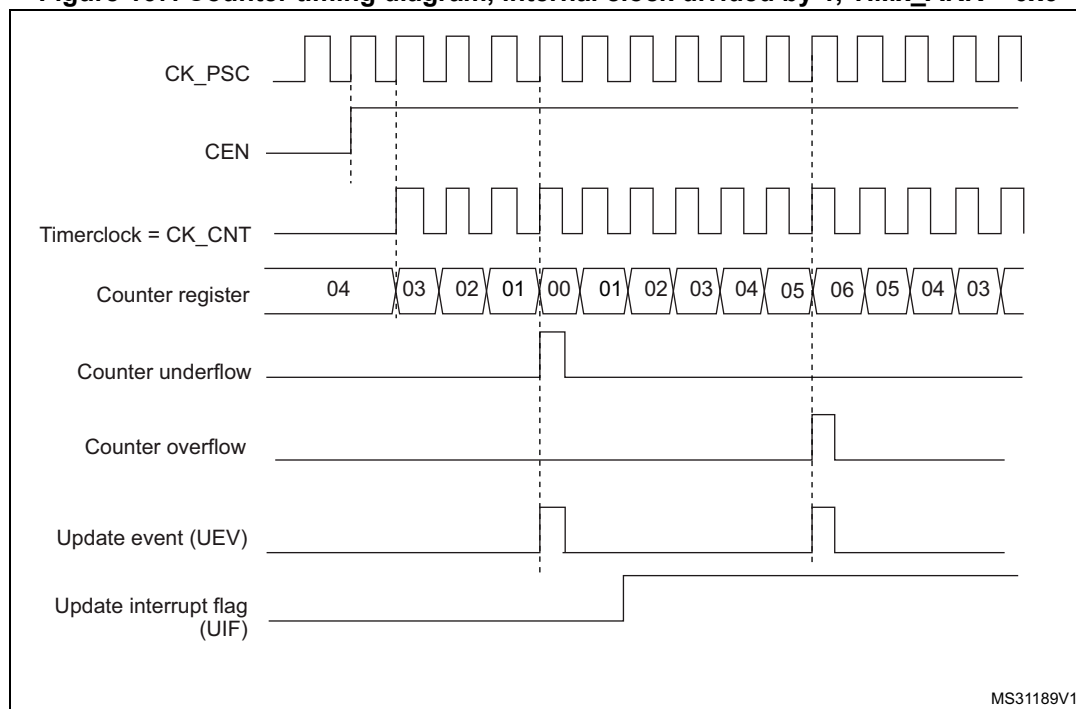 CK_PSC
CEN
Timerclock = CK_CNT
Counter register
04 03 02 01 00 01 02 03 04 05 06 05 04 03
Counter underflow
Counter overflow
Update event (UEV)
Update interrupt flag
(UIF)
MS31189V1